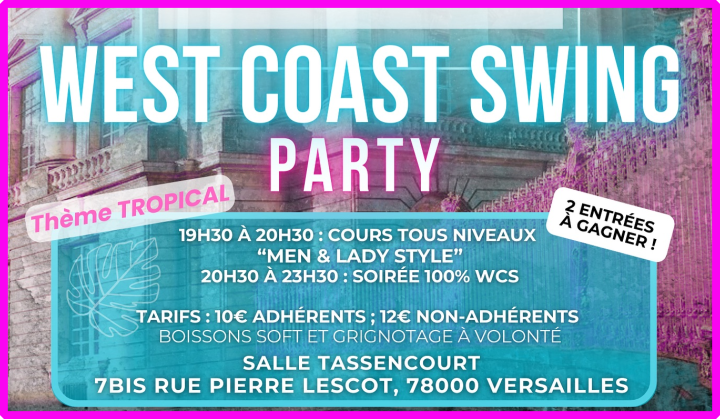 WEST COAST SWING
PARTY
Thème TROPICAL
2 ENTRÉES
À GAGNER !
19H30 À 20H30 : COURS TOUS NIVEAUX
“MEN & LADY STYLE”
20H30 À 23H30 : SOIRÉE 100% WCS
TARIFS : 10€ ADHÉRENTS ; 12€ NON-ADHÉRENTS
BOISSONS SOFT ET GRIGNOTAGE À VOLONTÉ
SALLE TASSENCOURT
7BIS RUE PIERRE LESCOT, 78000 VERSAILLES